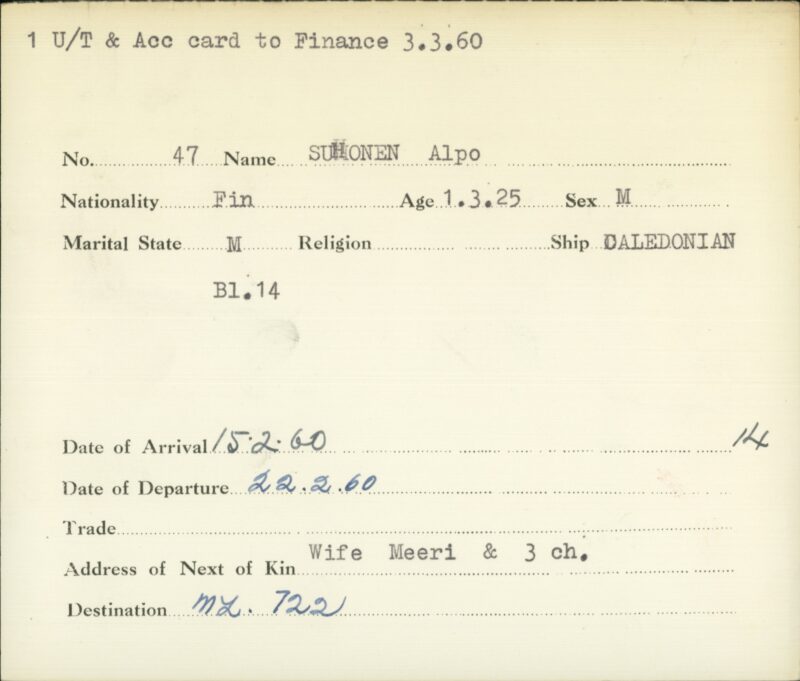 1 U/T & Acc card to Finance 3.3.60
No. 47 Name SUHONEN Alpo
Nationality Fin Age 1.3.25 Sex M
Marital State M Religion Ship CALEDONIAN
Bl.14
Date of Arrival 15.2.60 14
Date of Departure 22.2.60
Trade
Address of Next of Kin Wife Meeri & 3 ch.
Destination ML. 722